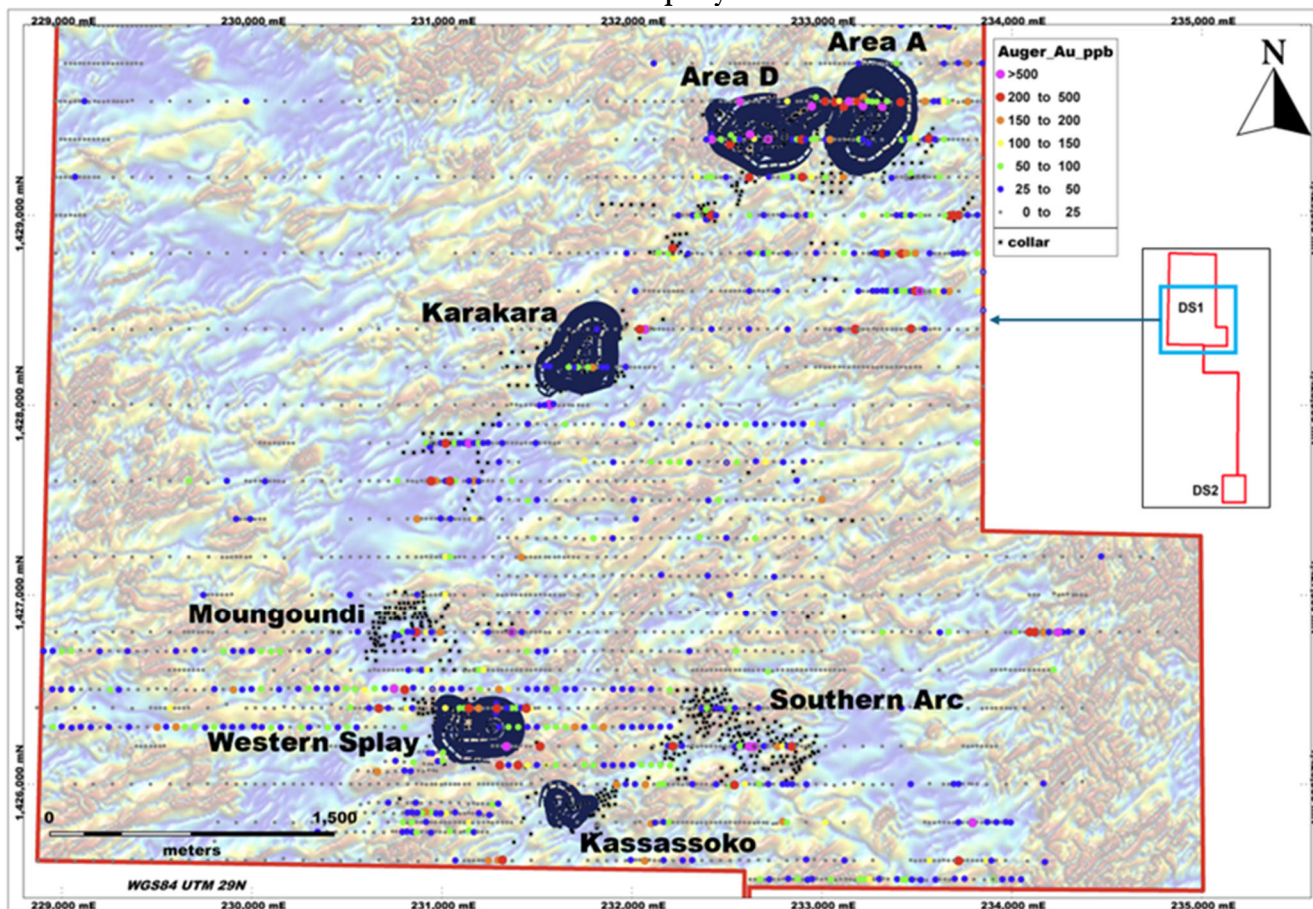 229,000 mE 230,000 mE 231,000 mE 232,000 mE 233,000 mE 234,000 mE 235,000 mE
Area A
Area D
Auger_Au_ppb
>500
200 to 500
150 to 200
100 to 150
50 to 100
25 to 50
0 to 25
collar
N
1,429,000 mN
DS1
Karakara
1,428,000 mN
DS2
1,427,000 mN
Moungoundi
Southern Arc
Western Splay
1,426,000 mN
0 1,500
meters
Kassassoko
WGS84 UTM 29N
229,000 mE 230,000 mE 231,000 mE 232,000 mE 233,000 mE 234,000 mE 235,000 mE